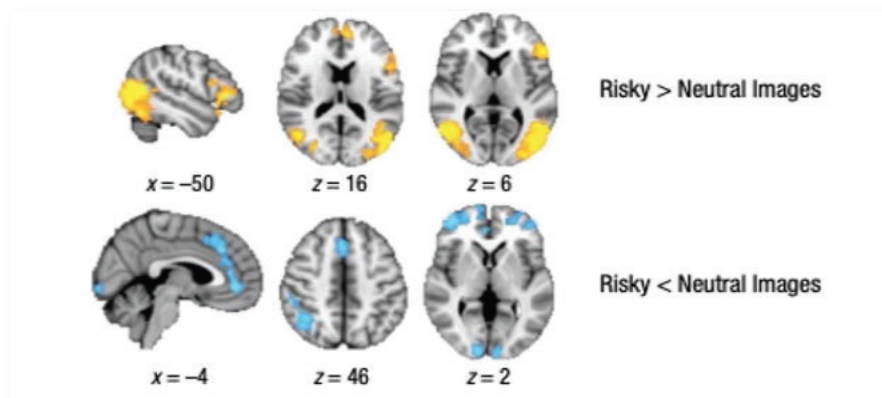 Risky > Neutral Images
x = –50
z = 16
z = 6
Risky < Neutral Images
x = –4
z = 46
z = 2